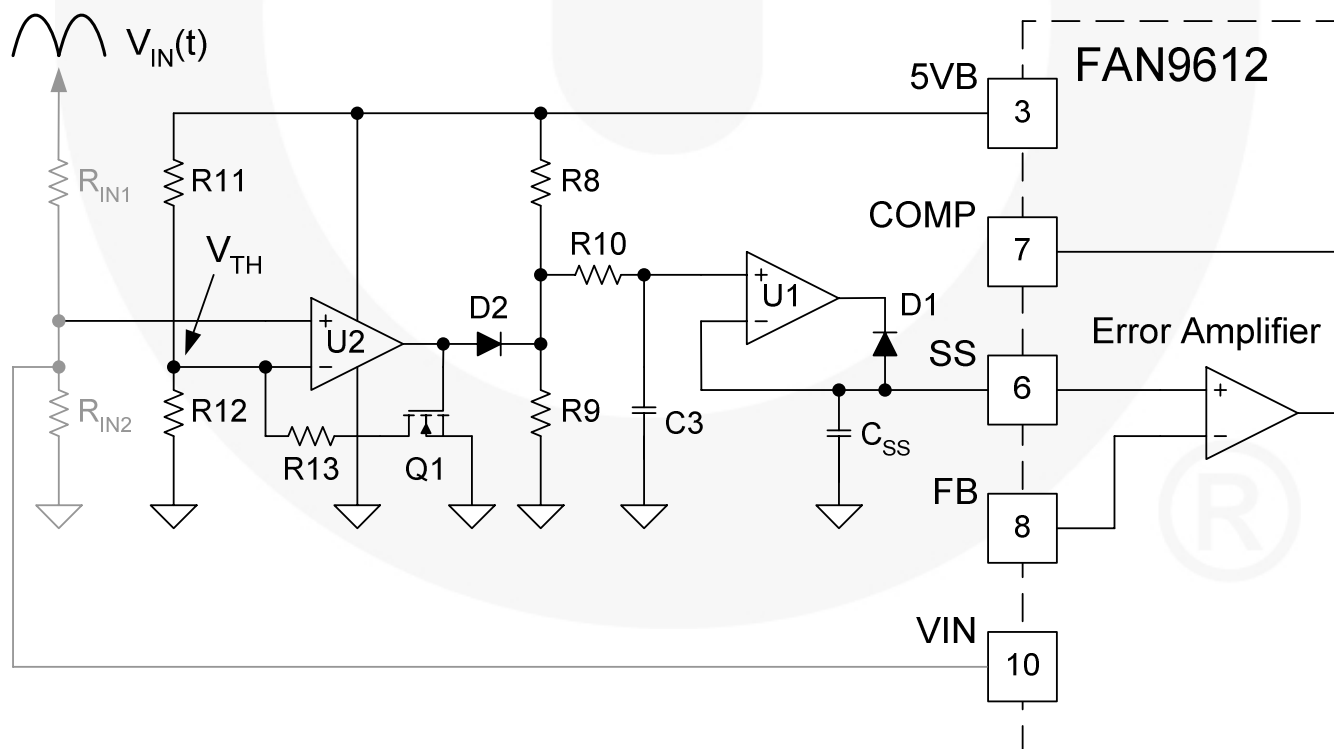 V_IN(t)
FAN9612
5VB
3
R_IN1
R11
R8
COMP
7
V_TH
R10
+
U2
−
D2
+
U1
−
D1
SS
6
Error Amplifier
+
−
R_IN2
R12
R13
Q1
R9
C3
C_SS
FB
8
VIN
10
®